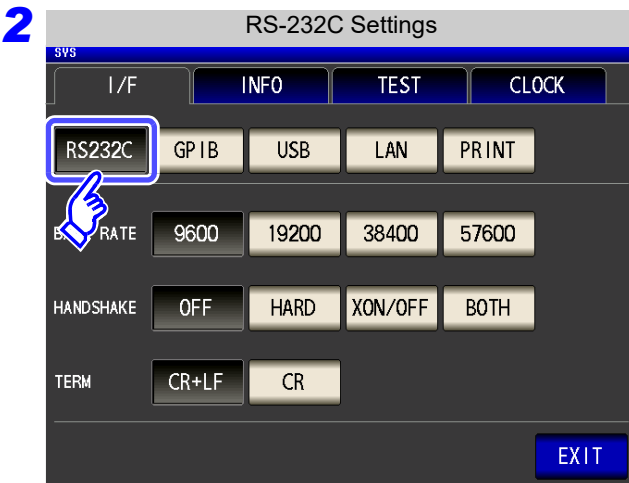 2
RS-232C Settings
SYS
I/F INFO TEST CLOCK
RS232C GPIB USB LAN PRINT
RATE 9600 19200 38400 57600
HANDSHAKE OFF HARD XON/OFF BOTH
TERM CR+LF CR
EXIT